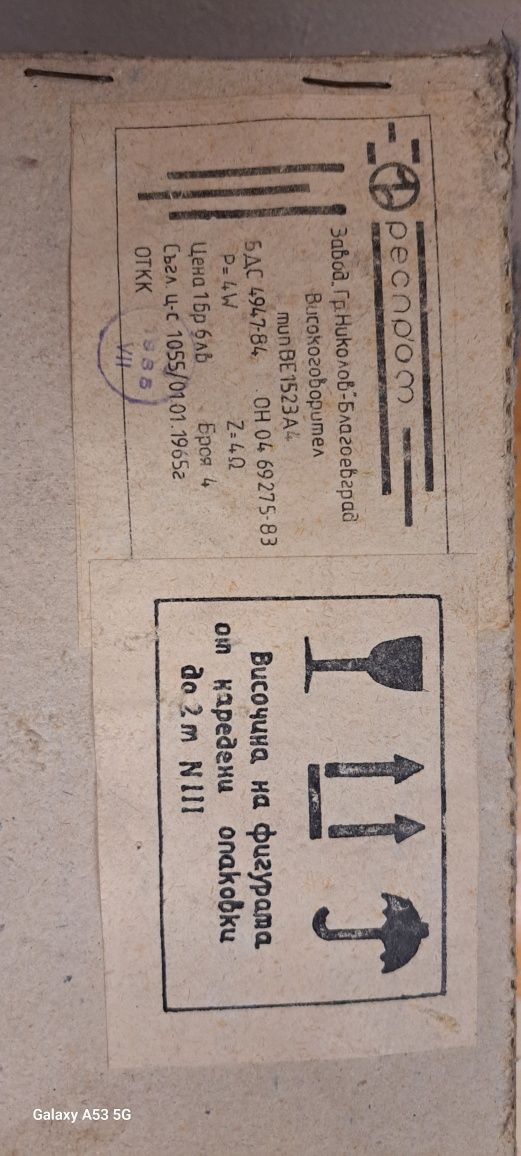 респром
Завод „Гр.Николов"-Благоевград
Високоговорител
тип ВЕ1523А4
БДС 4947-84. ОН 04 69275-83
P=4W Z=4Ω
Цена 1бр 6лв Броя 4
Съгл ц-с 1055/01.01.1965г
ОТКК
VII
Височина на фигурата
от наредени опаковки
до 2m N III
Galaxy A53 5G